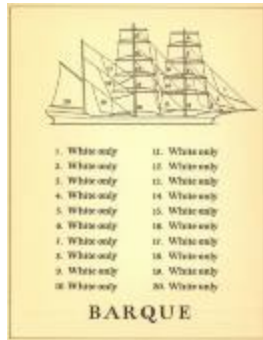 1. White only
2. White only
3. White only
4. White only
5. White only
6. White only
7. White only
8. White only
9. White only
10. White only
11. White only
12. White only
13. White only
14. White only
15. White only
16. White only
17. White only
18. White only
19. White only
20. White only
BARQUE